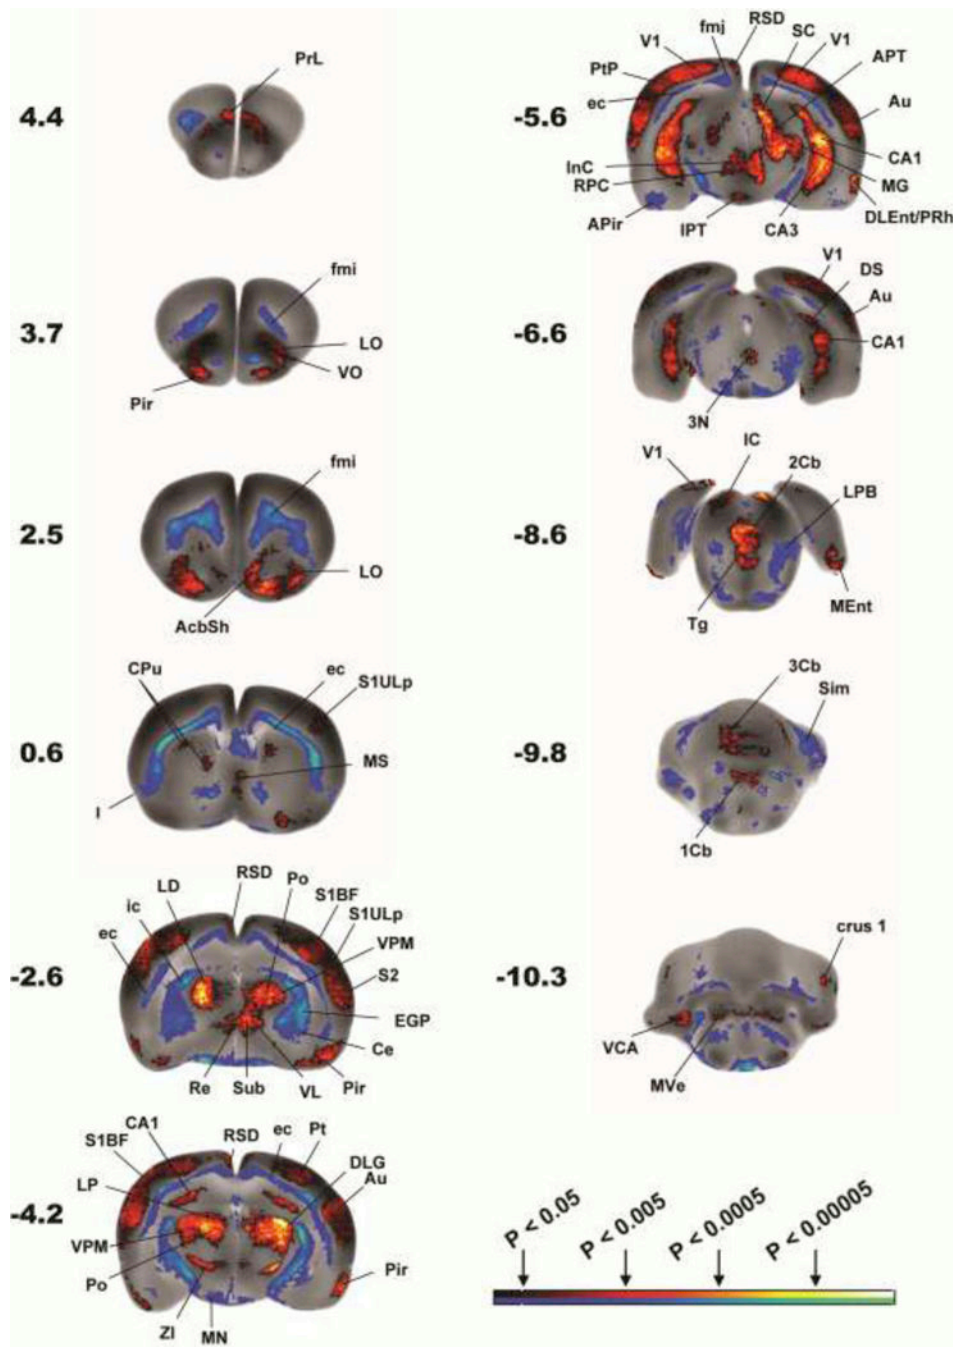 4.4
PrL
3.7
fmi
LO
VO
Pir
2.5
fmi
LO
AcbSh
0.6
CPu
ec
S1ULp
MS
I
-2.6
LD
RSD
Po
ic
S1BF
ec
S1ULp
VPM
S2
EGP
Ce
Re
Sub
VL
Pir
-4.2
CA1
S1BF
RSD
ec
Pt
LP
DLG
Au
VPM
Po
Pir
ZI
MN
-5.6
RSD
fmj
SC
V1
V1
PtP
APT
ec
Au
CA1
InC
RPC
MG
APir
IPT
CA3
DLEnt/PRh
-6.6
V1
DS
Au
CA1
3N
-8.6
V1
IC
2Cb
LPB
Tg
MEnt
-9.8
3Cb
Sim
1Cb
-10.3
crus 1
VCA
MVe
P < 0.05
P < 0.005
P < 0.0005
P < 0.00005